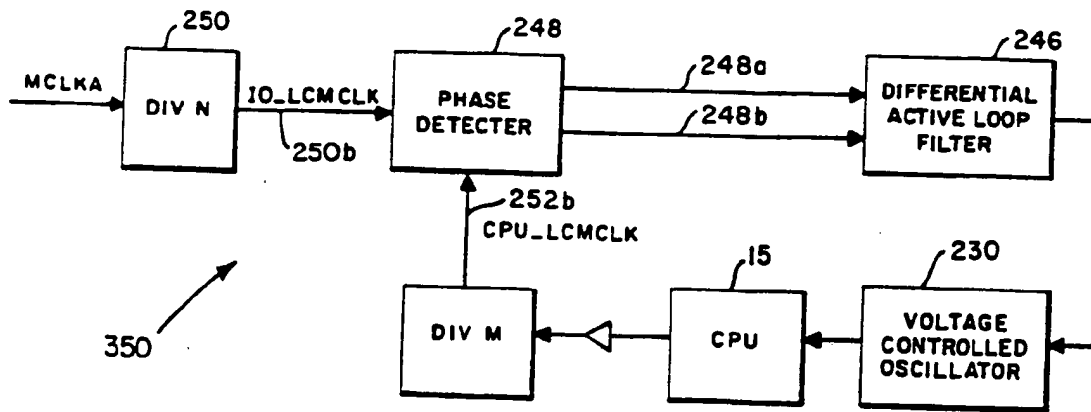 250
248
246
MCLKA
DIV N
IO_LCMCLK
250b
PHASE
DETECTER
248a
248b
DIFFERENTIAL
ACTIVE LOOP
FILTER
252b
CPU_LCMCLK
15
230
350
DIV M
CPU
VOLTAGE
CONTROLLED
OSCILLATOR